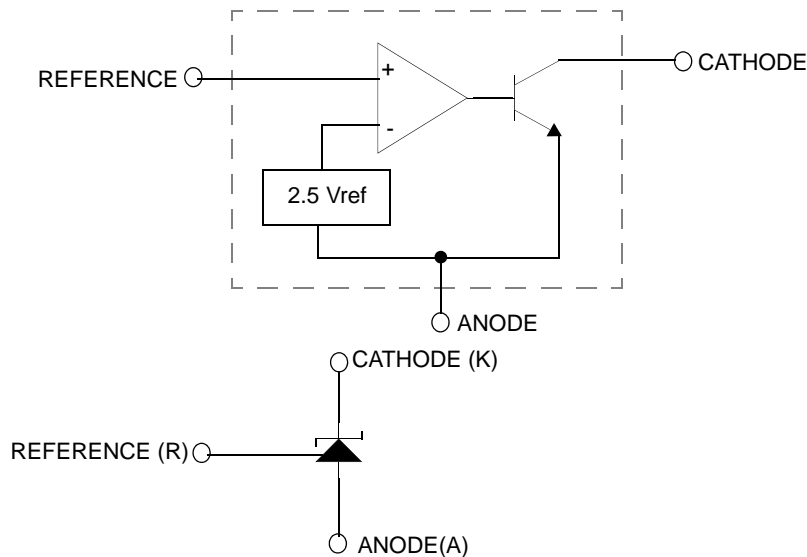 REFERENCE
+
CATHODE
-
2.5 Vref
ANODE
CATHODE (K)
REFERENCE (R)
ANODE(A)